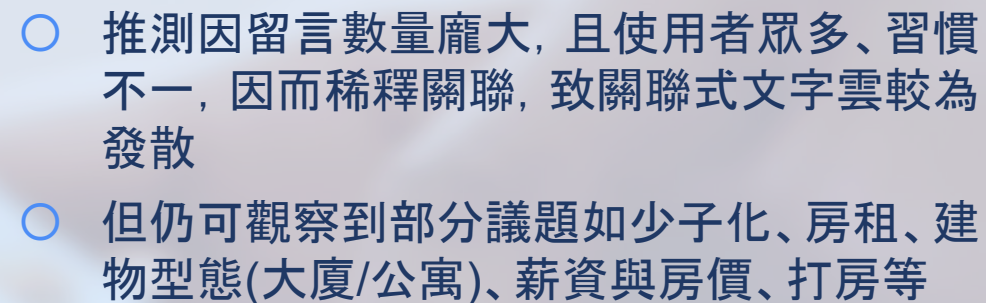 ○ 推測因留言數量龐大, 且使用者眾多、習慣
不一, 因而稀釋關聯, 致關聯式文字雲較為
發散
○ 但仍可觀察到部分議題如少子化、房租、建
物型態(大廈/公寓)、薪資與房價、打房等